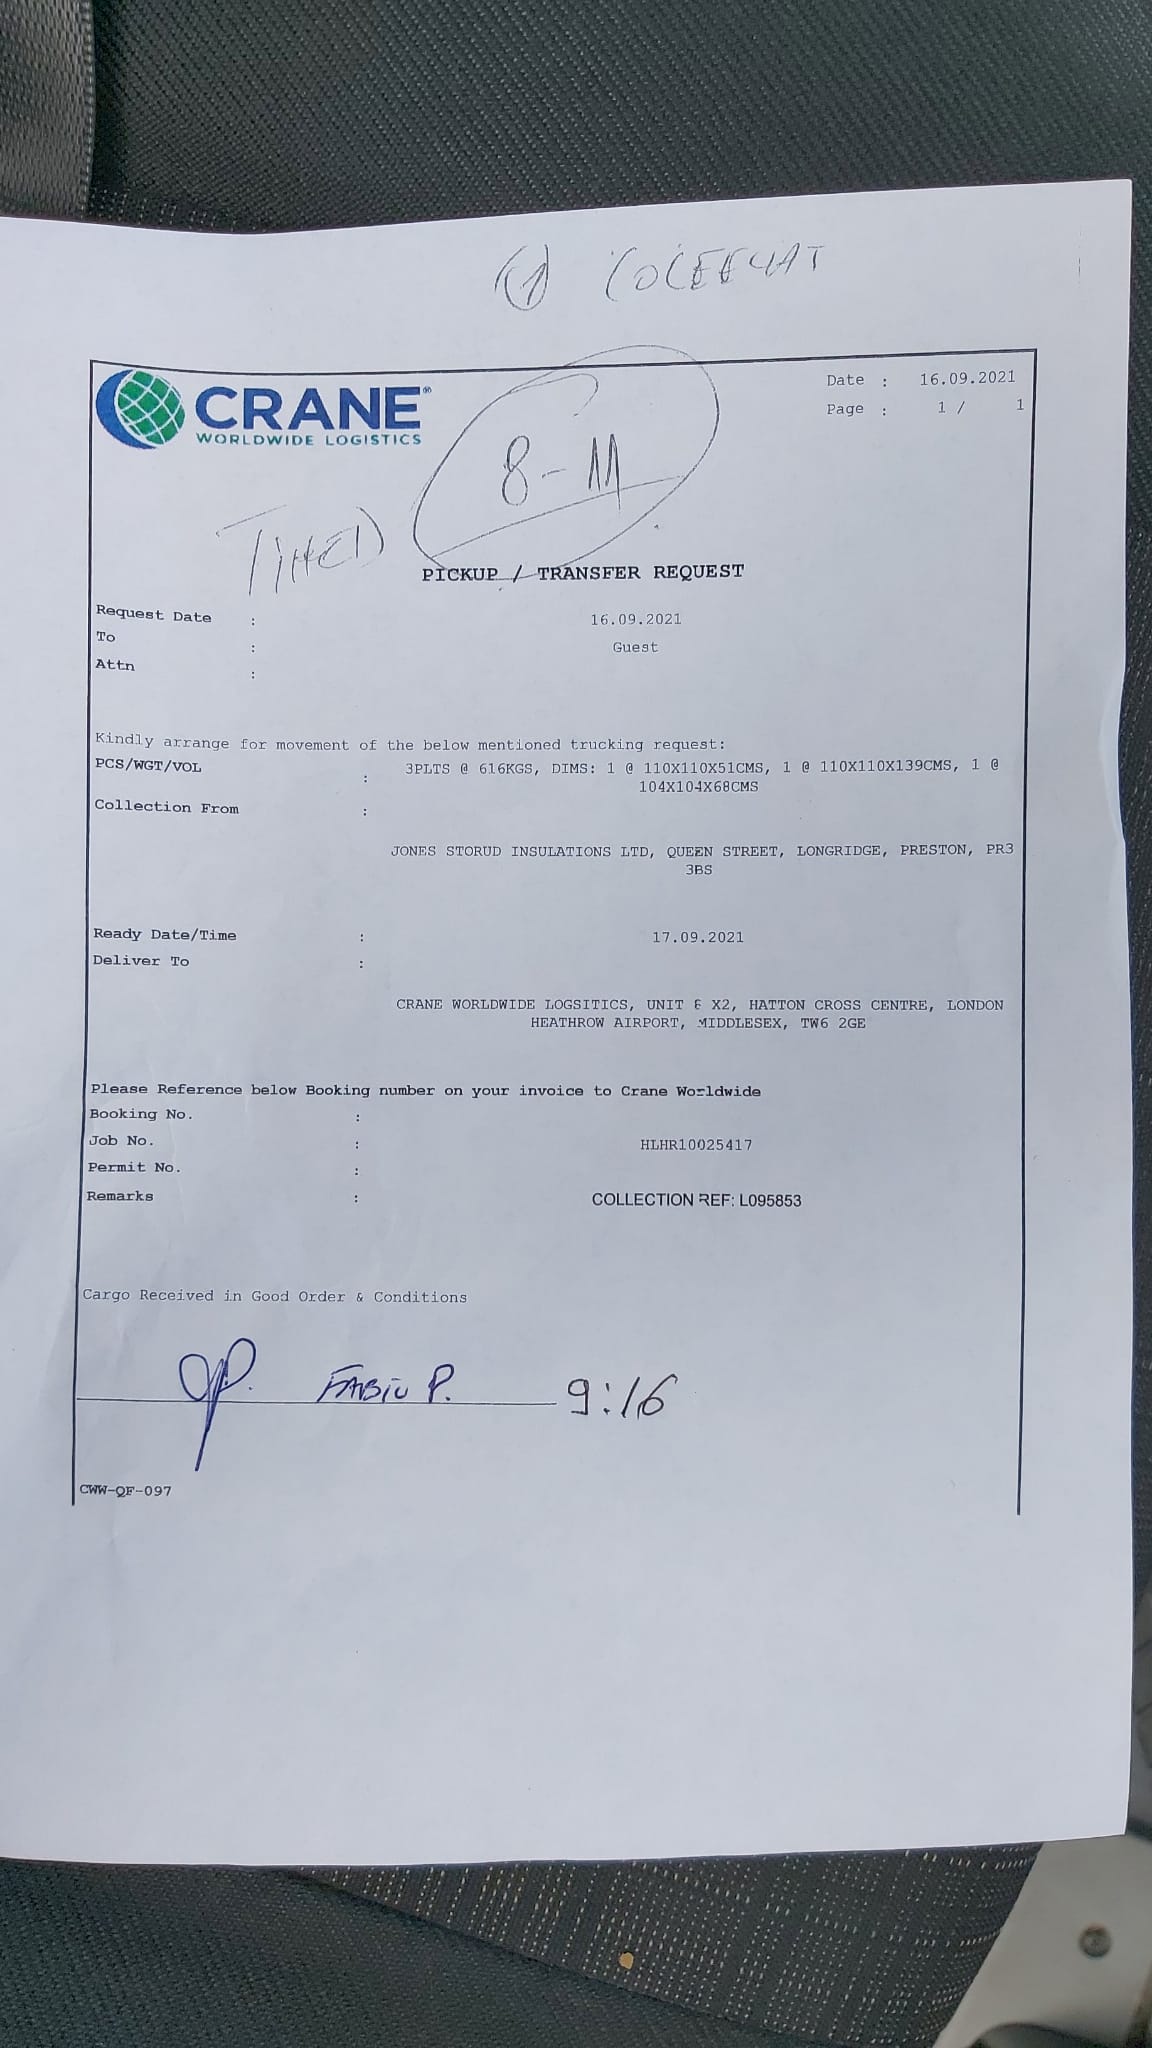 (1)
CRANE®
WORLDWIDE LOGISTICS
Date : 16.09.2021
Page : 1 / 1
8-11
TIMED
PICKUP / TRANSFER REQUEST
Request Date : 16.09.2021
To : Guest
Attn :
Kindly arrange for movement of the below mentioned trucking request:
PCS/WGT/VOL : 3PLTS @ 616KGS, DIMS: 1 @ 110X110X51CMS, 1 @ 110X110X139CMS, 1 @
104X104X68CMS
Collection From :
JONES STORUD INSULATIONS LTD, QUEEN STREET, LONGRIDGE, PRESTON, PR3
3BS
Ready Date/Time : 17.09.2021
Deliver To :
CRANE WORLDWIDE LOGSITICS, UNIT 6 X2, HATTON CROSS CENTRE, LONDON
HEATHROW AIRPORT, MIDDLESEX, TW6 2GE
Please Reference below Booking number on your invoice to Crane Worldwide
Booking No. :
Job No. : HLHR10025417
Permit No. :
Remarks : COLLECTION REF: L095853
Cargo Received in Good Order & Conditions
FABIU P. 9:16
CWW-QF-097